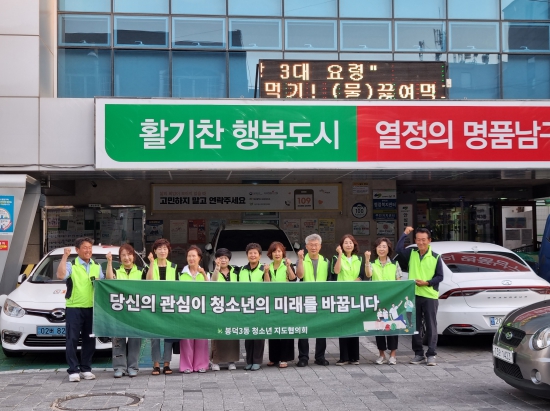 3대 요령"
먹기! (물)끓여먹
활기찬 행복도시
열정의 명품남구
고민하지 말고 연락주세요
109
당신의 관심이 청소년의 미래를 바꿉니다.
봉덕3동 청소년 지도협의회